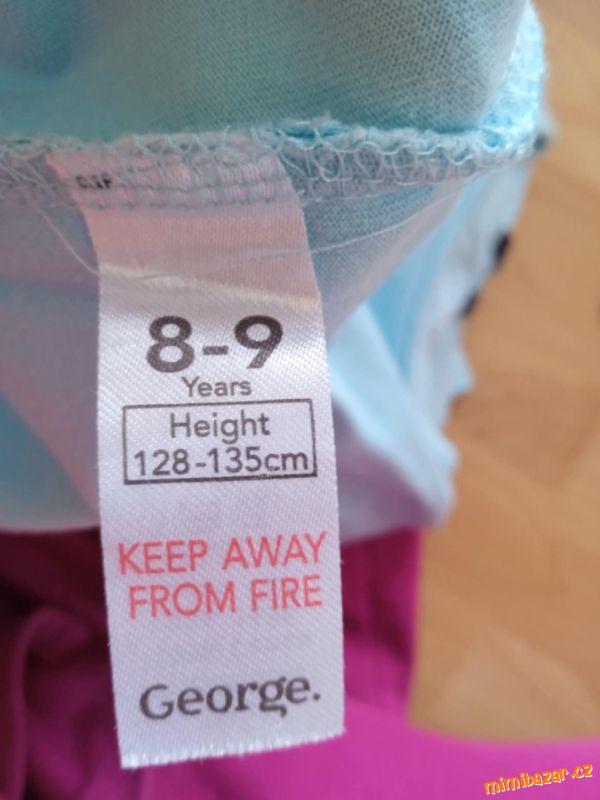 8-9
Years
Height
128-135cm
KEEP AWAY
FROM FIRE
George.
mimibazar.cz